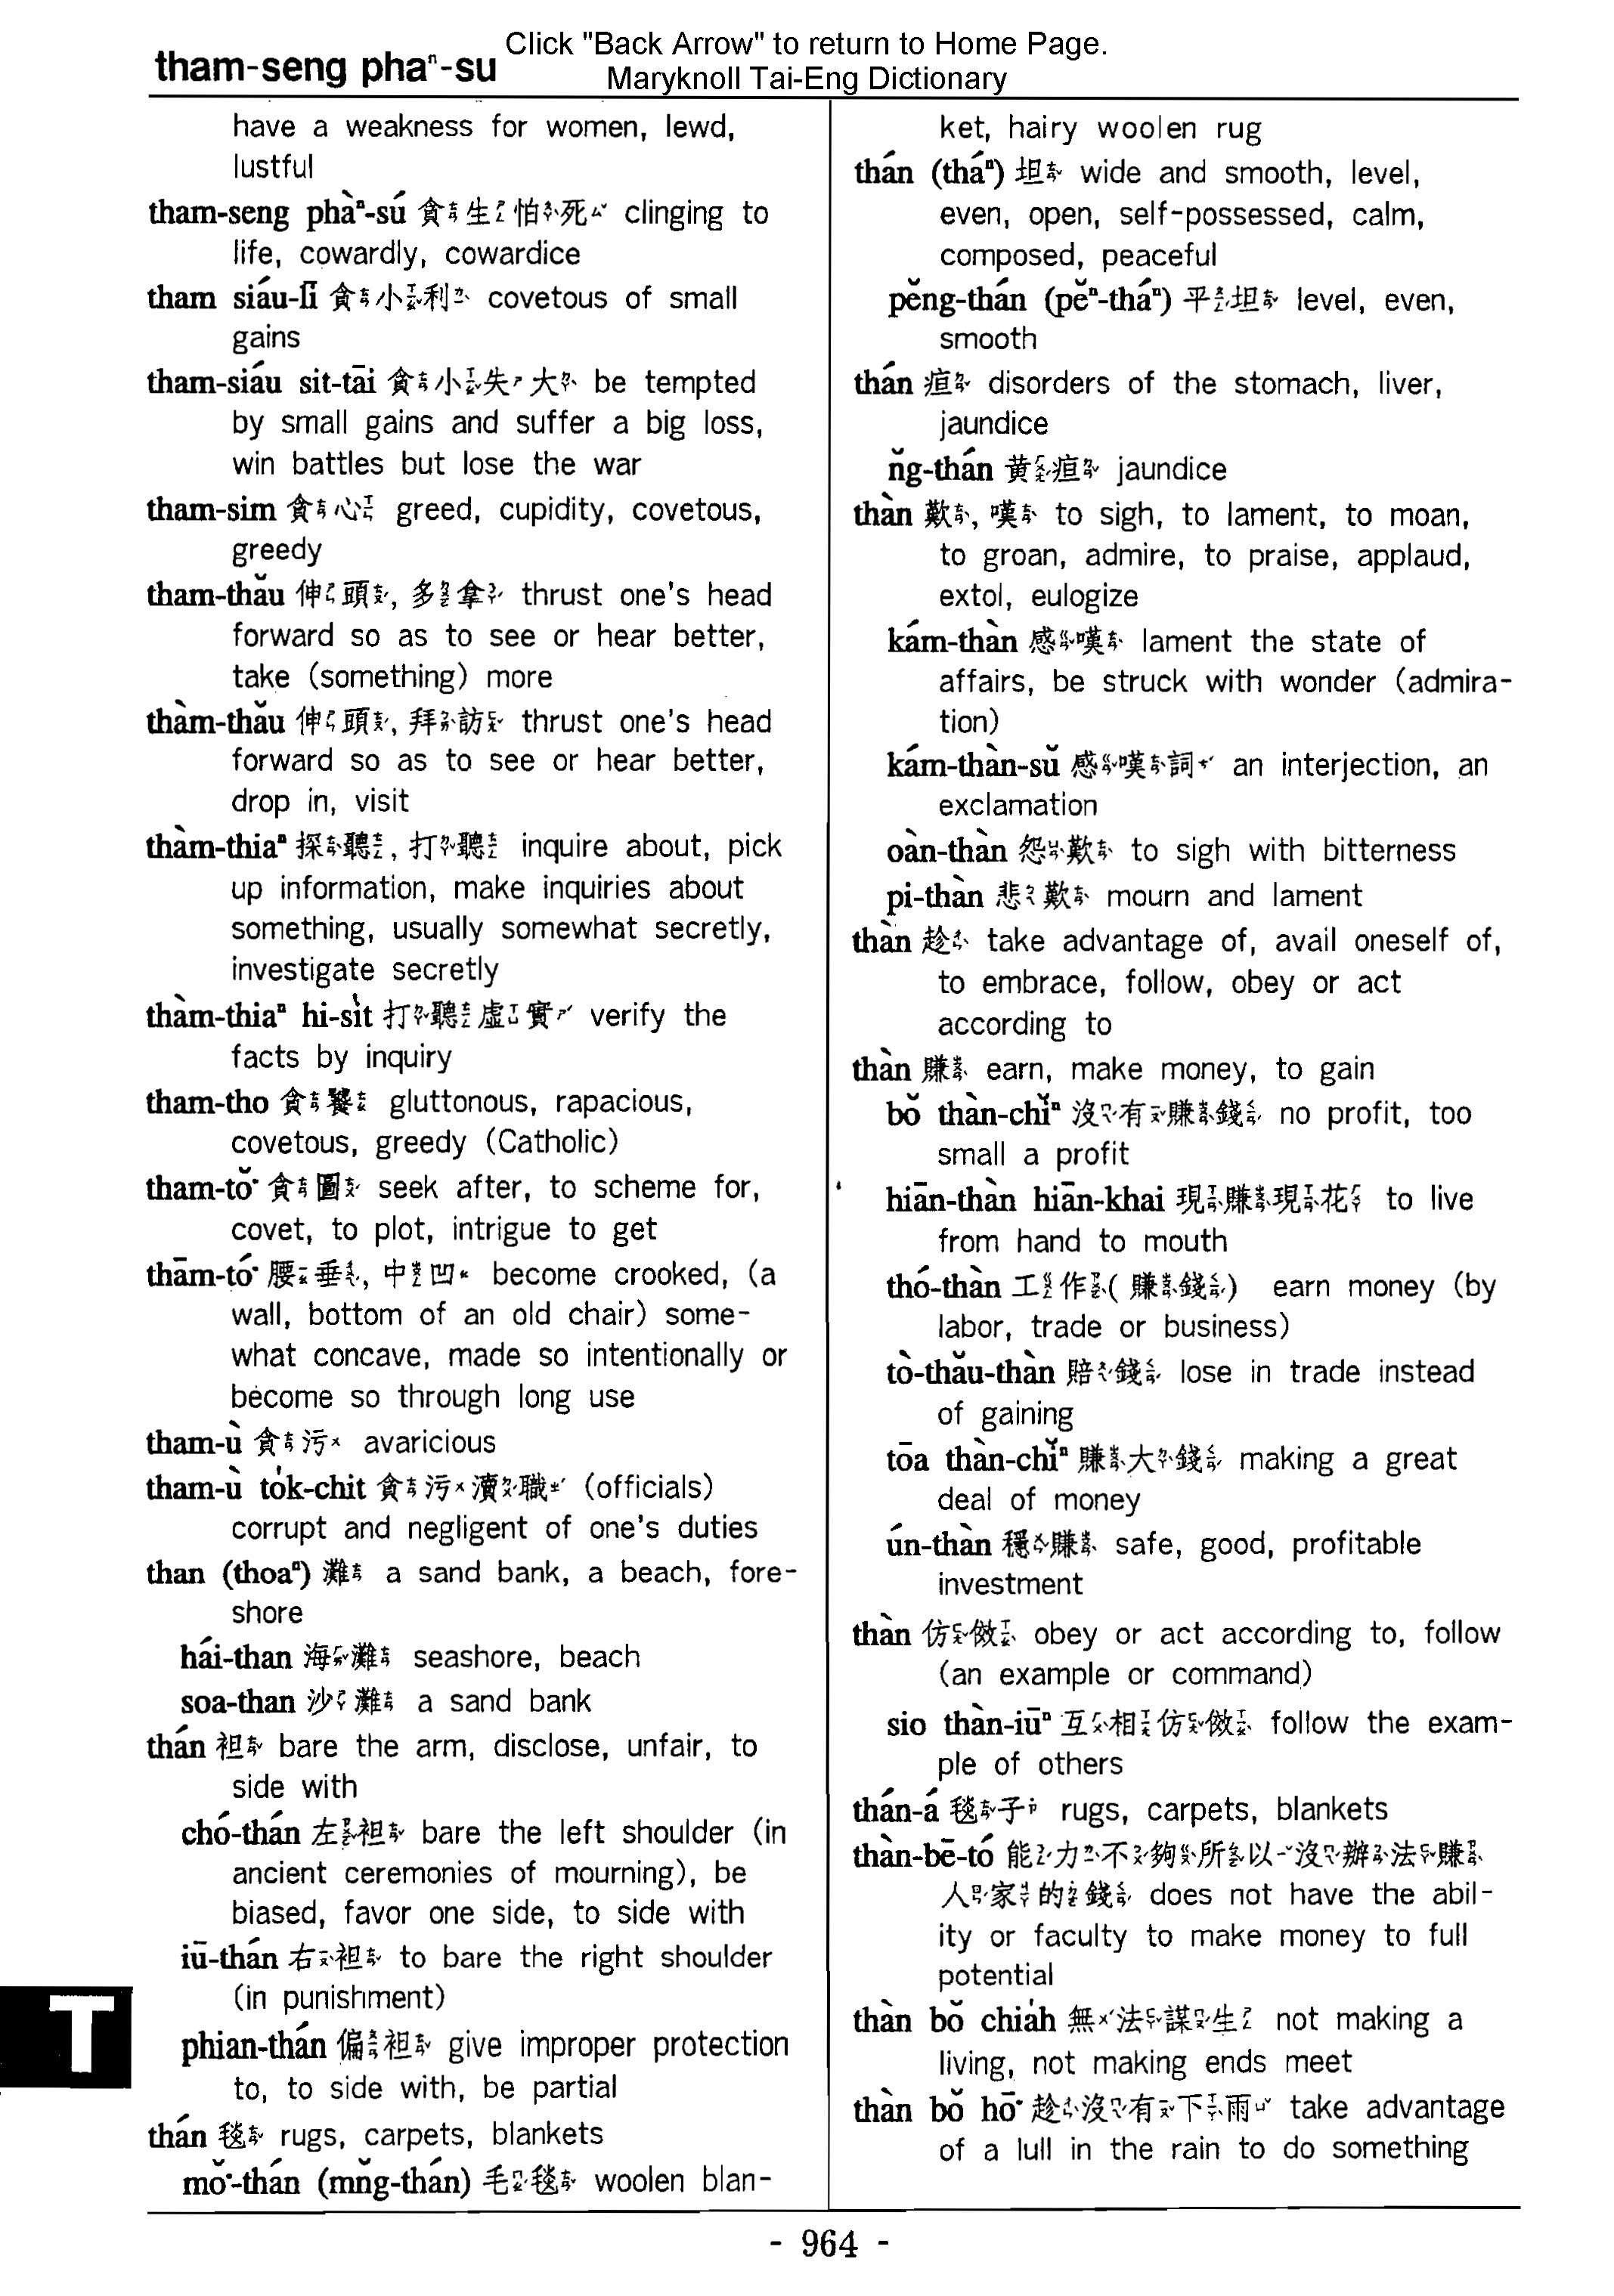 tham-seng phaⁿ-su
Click "Back Arrow" to return to Home Page.
Maryknoll Tai-Eng Dictionary
have a weakness for women, lewd,
lustful
tham-seng phàⁿ-sú 貪生怕死 clinging to
life, cowardly, cowardice
tham siáu-lī 貪小利 covetous of small
gains
tham-siáu sit-tāi 貪小失大 be tempted
by small gains and suffer a big loss,
win battles but lose the war
tham-sim 貪心 greed, cupidity, covetous,
greedy
tham-thău 伸頭, 多拿 thrust one's head
forward so as to see or hear better,
take (something) more
thàm-thău 伸頭, 拜訪 thrust one's head
forward so as to see or hear better,
drop in, visit
thàm-thiaⁿ 探聽, 打聽 inquire about, pick
up information, make inquiries about
something, usually somewhat secretly,
investigate secretly
thàm-thiaⁿ hi-si̍t 打聽虛實 verify the
facts by inquiry
tham-tho 貪饕 gluttonous, rapacious,
covetous, greedy (Catholic)
tham-tŏ͘ 貪圖 seek after, to scheme for,
covet, to plot, intrigue to get
thām-tó͘ 腰垂, 中凹 become crooked, (a
wall, bottom of an old chair) some-
what concave, made so intentionally or
become so through long use
tham-ù 貪污 avaricious
tham-ù to̍k-chit 貪污瀆職 (officials)
corrupt and negligent of one's duties
than (thoaⁿ) 灘 a sand bank, a beach, fore-
shore
hái-than 海灘 seashore, beach
soa-than 沙灘 a sand bank
thán 袒 bare the arm, disclose, unfair, to
side with
chó-thán 左袒 bare the left shoulder (in
ancient ceremonies of mourning), be
biased, favor one side, to side with
iū-thán 右袒 to bare the right shoulder
(in punishment)
phian-thán 偏袒 give improper protection
to, to side with, be partial
thán 毯 rugs, carpets, blankets
mŏ͘-thán (mn̆g-thán) 毛毯 woolen blan-
ket, hairy woolen rug
thán (tháⁿ) 坦 wide and smooth, level,
even, open, self-possessed, calm,
composed, peaceful
pĕng-thán (pĕⁿ-tháⁿ) 平坦 level, even,
smooth
thán 疸 disorders of the stomach, liver,
jaundice
n̆g-thán 黄疸 jaundice
thàn 歎, 嘆 to sigh, to lament, to moan,
to groan, admire, to praise, applaud,
extol, eulogize
kám-thàn 感嘆 lament the state of
affairs, be struck with wonder (admira-
tion)
kám-thàn-sŭ 感嘆詞 an interjection, an
exclamation
oàn-thàn 怨歎 to sigh with bitterness
pi-thàn 悲歎 mourn and lament
thàn 趁 take advantage of, avail oneself of,
to embrace, follow, obey or act
according to
thàn 賺 earn, make money, to gain
bŏ thàn-chĭⁿ 沒有賺錢 no profit, too
small a profit
hiān-thàn hiān-khai 現賺現花 to live
from hand to mouth
thó-thàn 工作(賺錢) earn money (by
labor, trade or business)
tò-thău-thàn 賠錢 lose in trade instead
of gaining
tōa thàn-chĭⁿ 賺大錢 making a great
deal of money
ún-thàn 穩賺 safe, good, profitable
investment
thàn 仿傚 obey or act according to, follow
(an example or command)
sio thàn-iūⁿ 互相仿傚 follow the exam-
ple of others
thán-á 毯子 rugs, carpets, blankets
thàn-bē-tó 能力不夠所以沒辦法賺
人家的錢 does not have the abil-
ity or faculty to make money to full
potential
thàn bŏ chia̍h 無法謀生 not making a
living, not making ends meet
thàn bŏ hō͘ 趁沒有下雨 take advantage
of a lull in the rain to do something
T
- 964 -